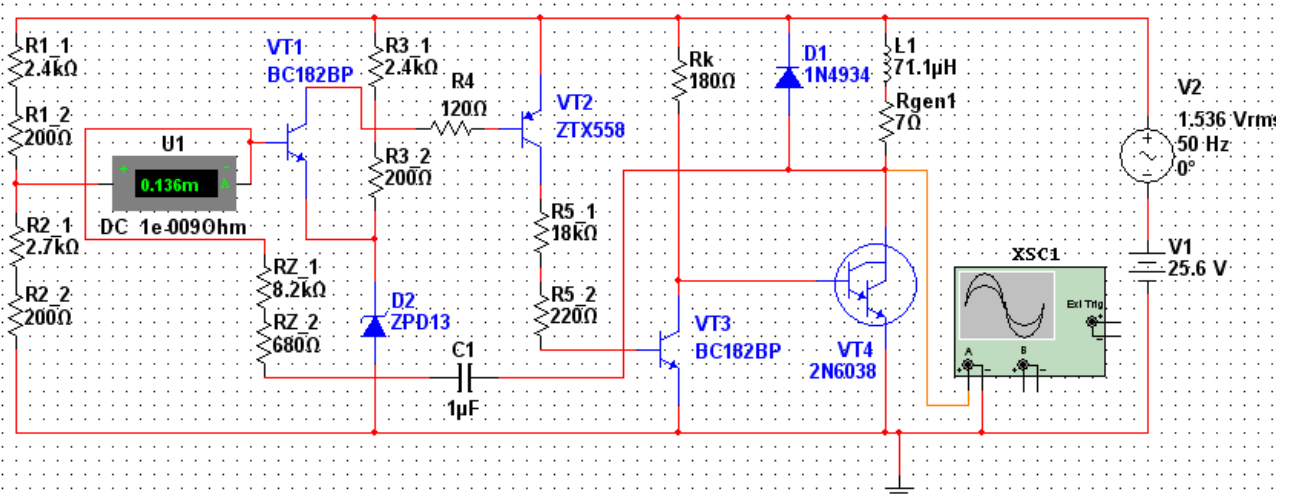 R1_1
2.4kΩ
R1_2
200Ω
U1
+
-
0.136m
A
DC 1e-009Ohm
R2_1
2.7kΩ
R2_2
200Ω
VT1
BC182BP
R3_1
2.4kΩ
R3_2
200Ω
R4
120Ω
VT2
ZTX558
R5_1
18kΩ
R5_2
220Ω
RZ_1
8.2kΩ
RZ_2
680Ω
D2
ZPD13
C1
1µF
Rk
180Ω
VT3
BC182BP
D1
1N4934
L1
71.1µH
Rgen1
7Ω
VT4
2N6038
XSC1
Ext Trig
+
-
A
B
+
-
+
-
V2
1.536 Vrms
50 Hz
0°
V1
25.6 V